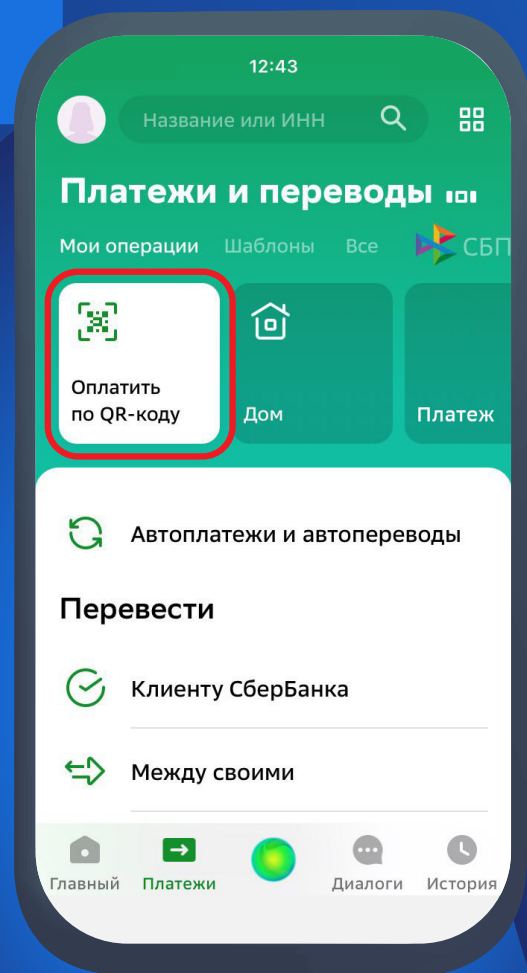 12:43
Название или ИНН
Платежи и переводы
Мои операции Шаблоны Все СБП
Оплатить
по QR-коду
Дом
Платеж
Автоплатежи и автопереводы
Перевести
Клиенту СберБанка
Между своими
Главный Платежи Диалоги История